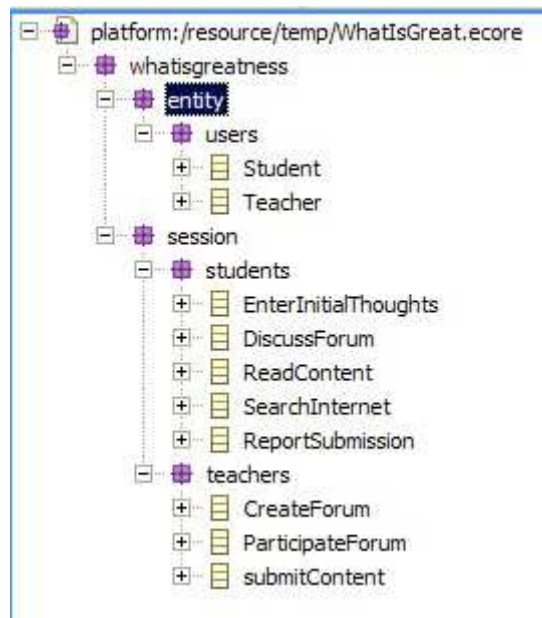 platform:/resource/temp/WhatIsGreat.ecore
whatisgreatness
entity
users
Student
Teacher
session
students
EnterInitialThoughts
DiscussForum
ReadContent
SearchInternet
ReportSubmission
teachers
CreateForum
ParticipateForum
submitContent